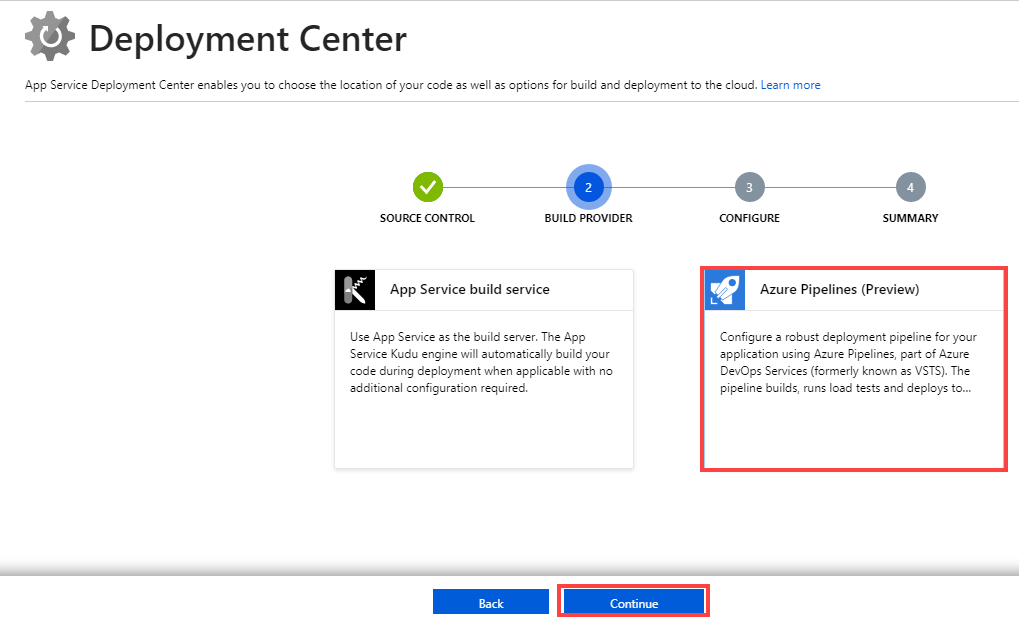 Deployment Center
App Service Deployment Center enables you to choose the location of your code as well as options for build and deployment to the cloud. Learn more
2
3
4
SOURCE CONTROL
BUILD PROVIDER
CONFIGURE
SUMMARY
App Service build service
Use App Service as the build server. The App
Service Kudu engine will automatically build your
code during deployment when applicable with no
additional configuration required.
Azure Pipelines (Preview)
Configure a robust deployment pipeline for your
application using Azure Pipelines, part of Azure
DevOps Services (formerly known as VSTS). The
pipeline builds, runs load tests and deploys to...
Back
Continue